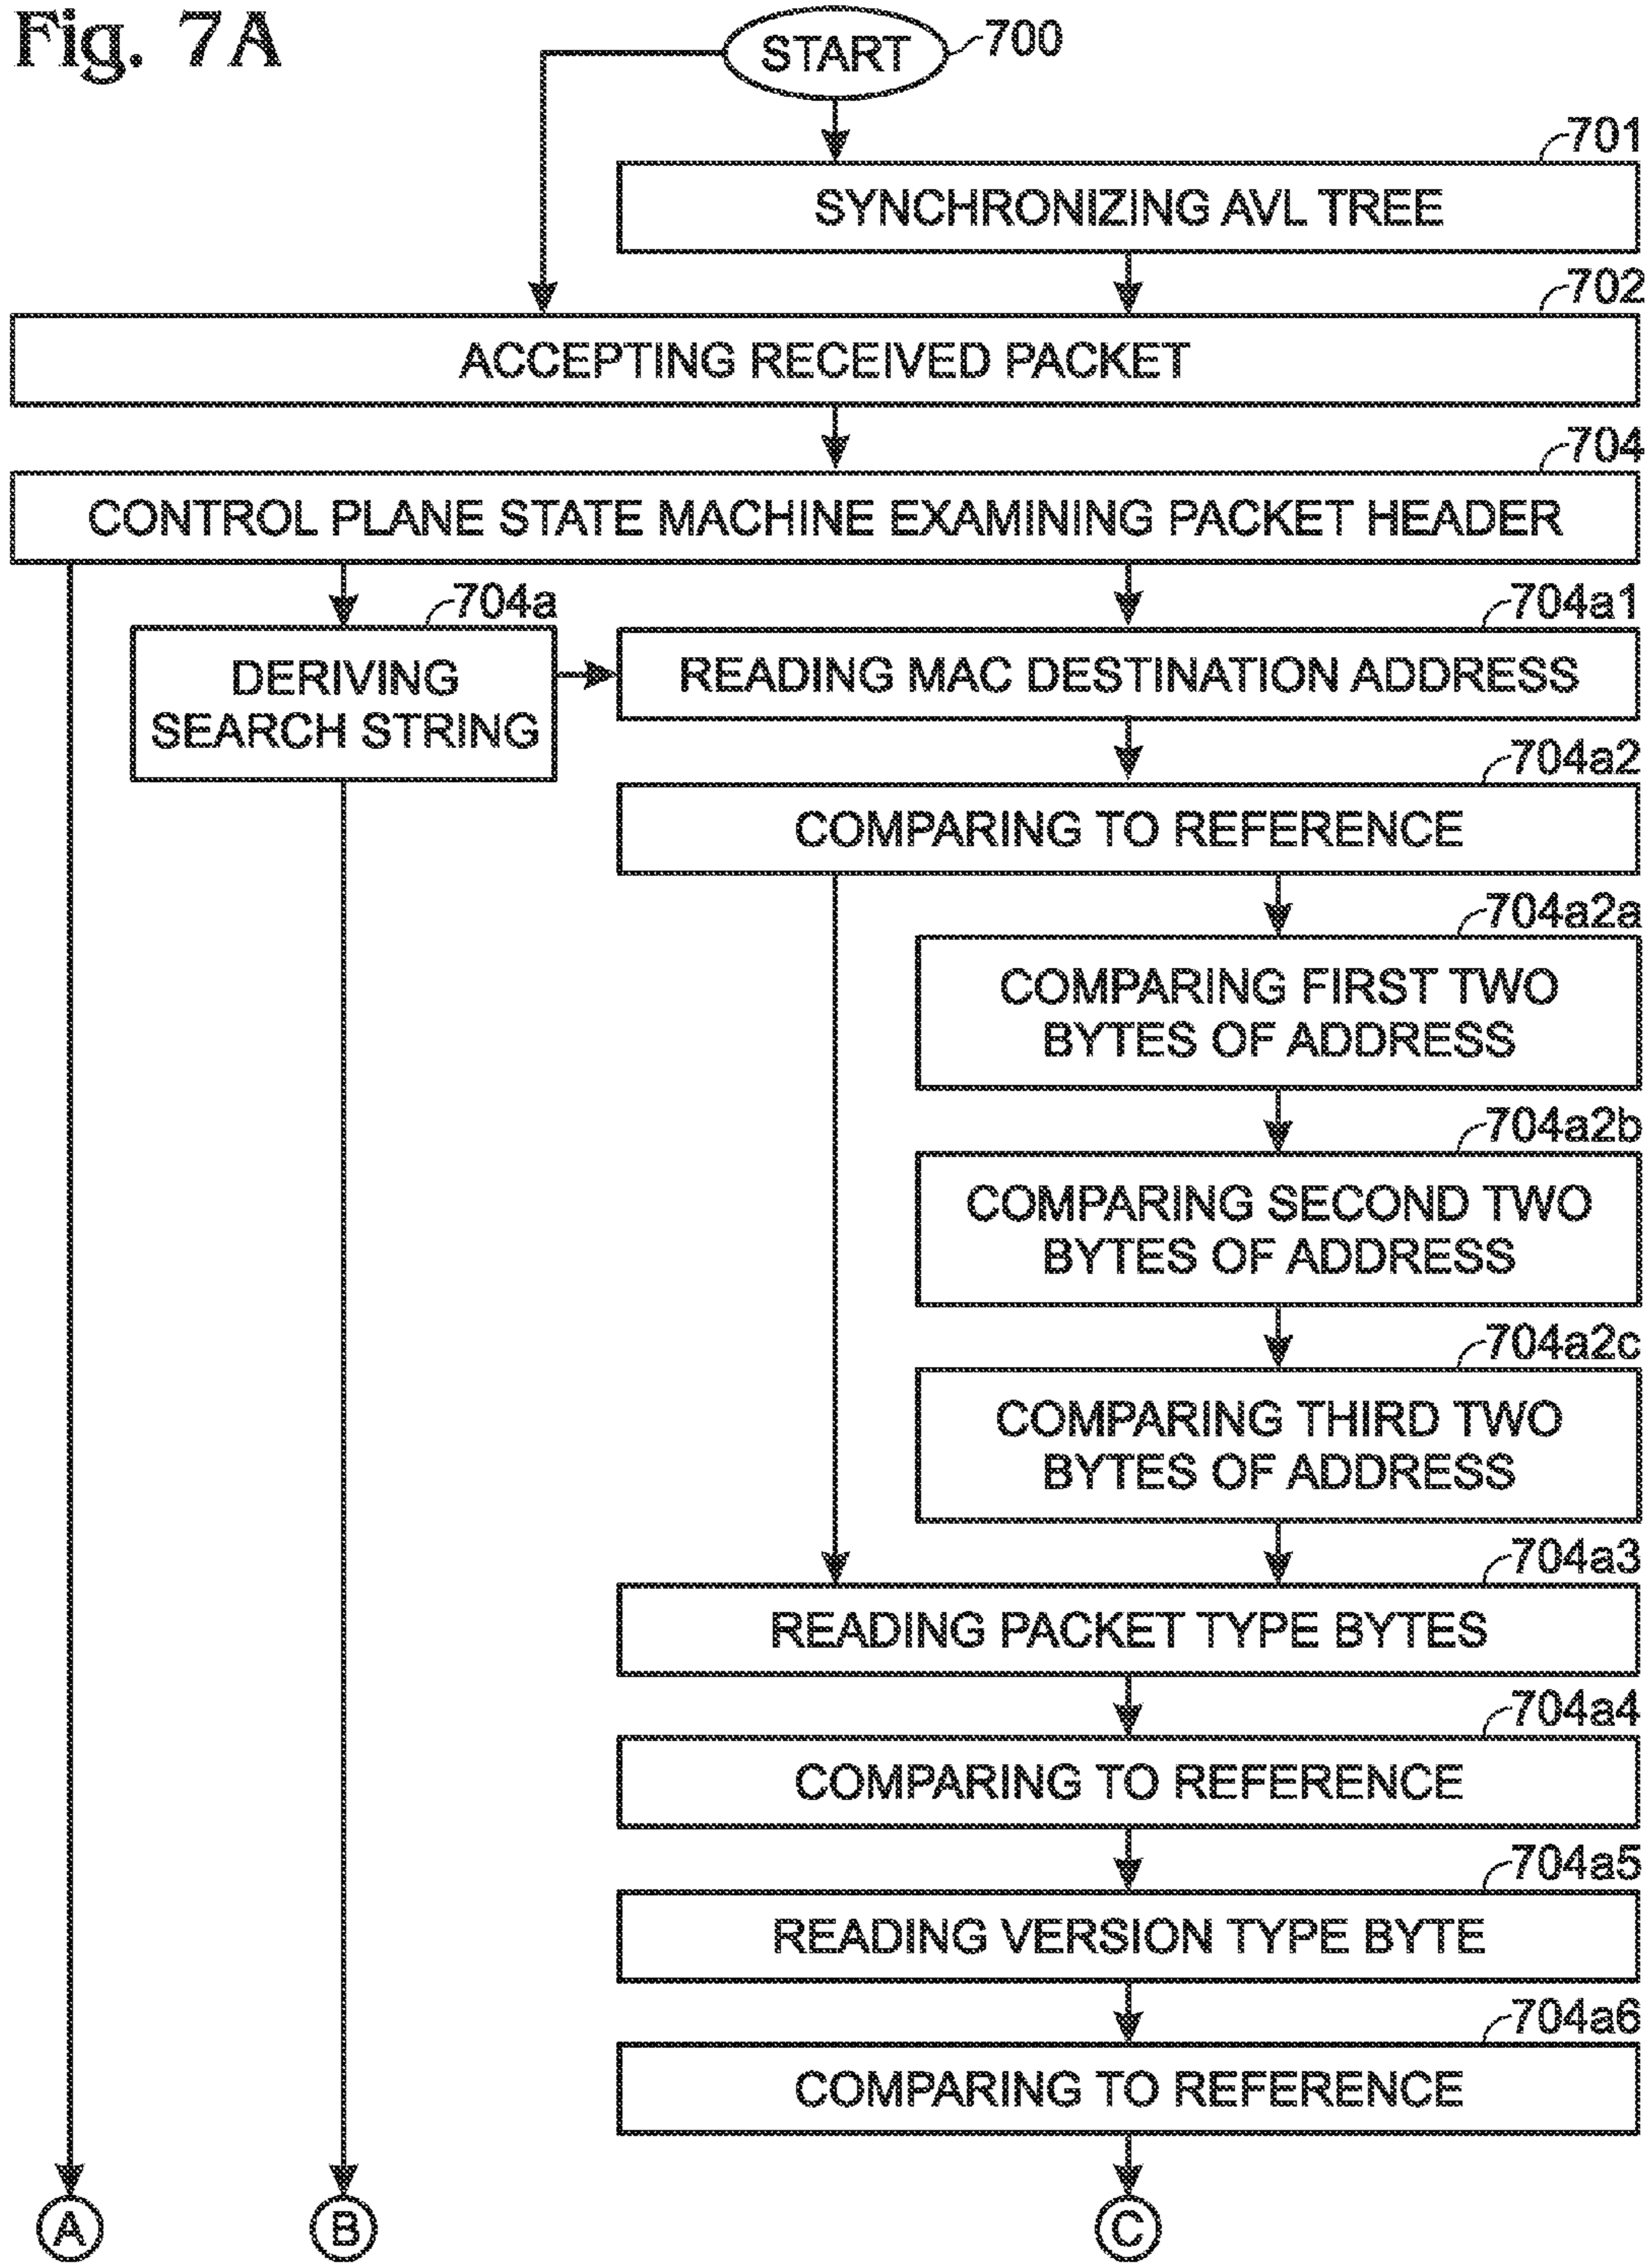 Fig. 7A
START
700
701
SYNCHRONIZING AVL TREE
702
ACCEPTING RECEIVED PACKET
704
CONTROL PLANE STATE MACHINE EXAMINING PACKET HEADER
704a
DERIVING
SEARCH STRING
704a1
READING MAC DESTINATION ADDRESS
704a2
COMPARING TO REFERENCE
704a2a
COMPARING FIRST TWO
BYTES OF ADDRESS
704a2b
COMPARING SECOND TWO
BYTES OF ADDRESS
704a2c
COMPARING THIRD TWO
BYTES OF ADDRESS
704a3
READING PACKET TYPE BYTES
704a4
COMPARING TO REFERENCE
704a5
READING VERSION TYPE BYTE
704a6
COMPARING TO REFERENCE
A
B
C